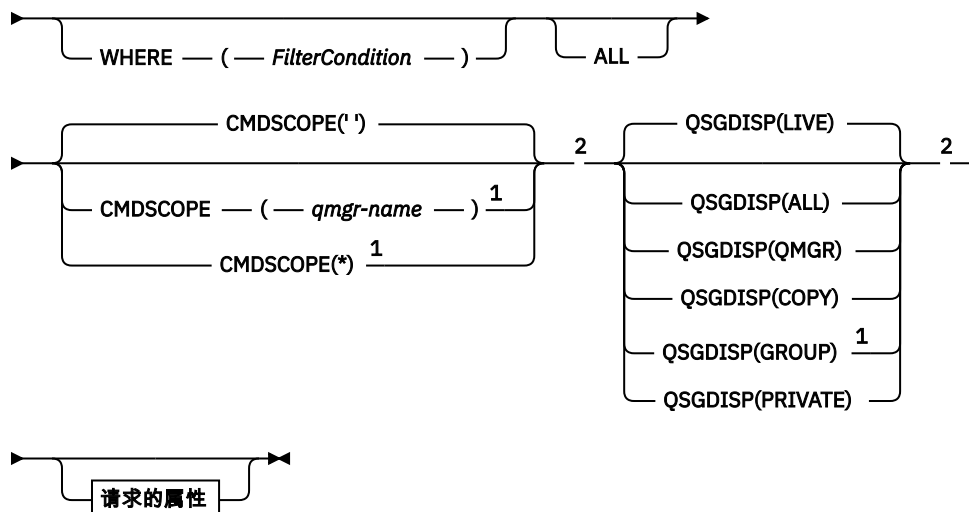 WHERE ( FilterCondition ) ALL
CMDSCOPE(' ') QSGDISP(LIVE)
2 2
CMDSCOPE ( qmgr-name ) 1 QSGDISP(ALL)
CMDSCOPE(*) 1 QSGDISP(QMGR)
QSGDISP(COPY)
QSGDISP(GROUP) 1
QSGDISP(PRIVATE)
请求的属性